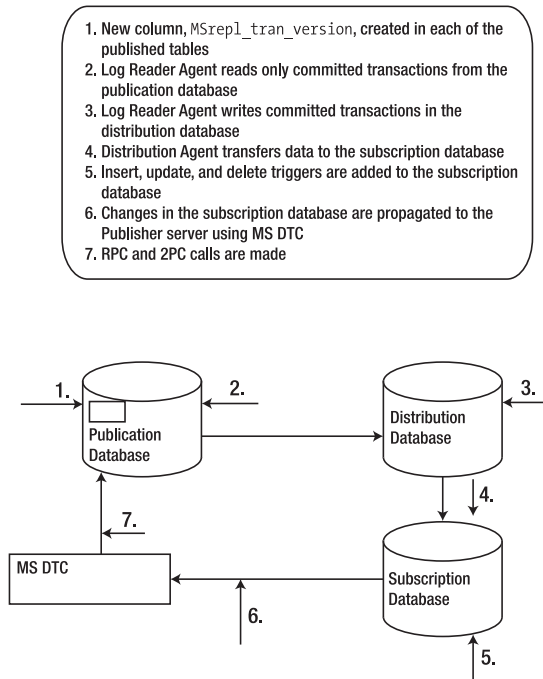 1. New column, MSrepl_tran_version, created in each of the
published tables
2. Log Reader Agent reads only committed transactions from the
publication database
3. Log Reader Agent writes committed transactions in the
distribution database
4. Distribution Agent transfers data to the subscription database
5. Insert, update, and delete triggers are added to the subscription
database
6. Changes in the subscription database are propagated to the
Publisher server using MS DTC
7. RPC and 2PC calls are made
1.
2.
3.
Publication
Database
Distribution
Database
4.
7.
MS DTC
Subscription
Database
6.
5.